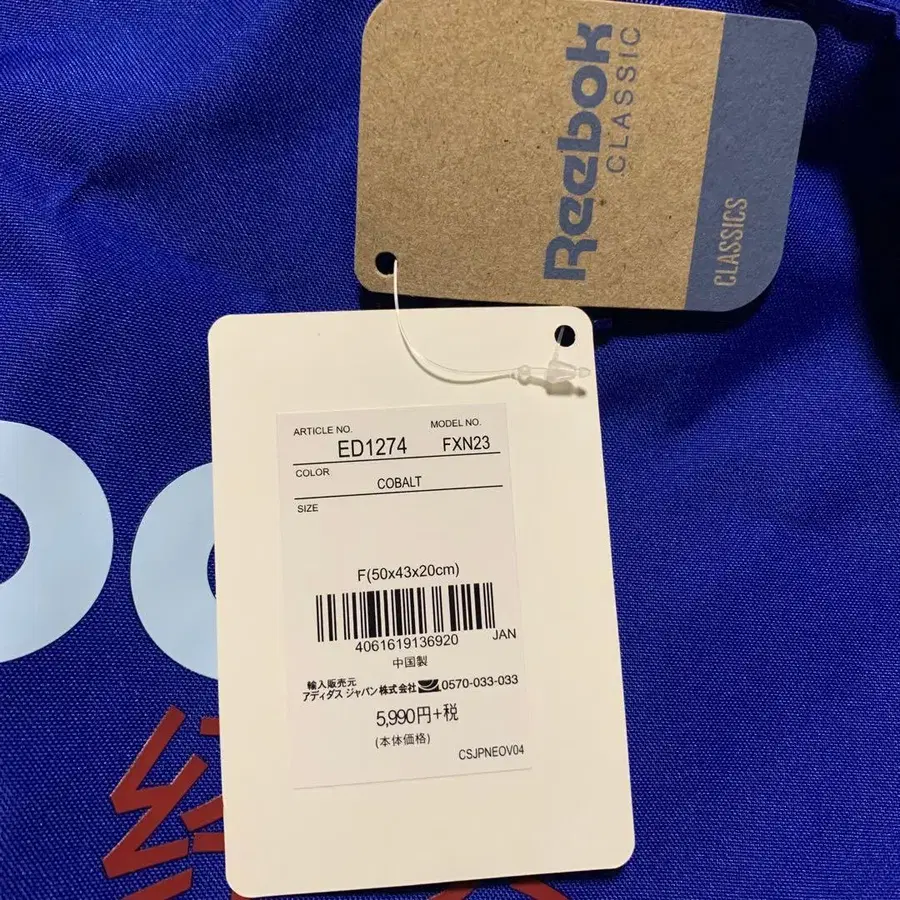 Reebok
CLASSIC
CLASSICS
ARTICLE NO. MODEL NO.
ED1274 FXN23
COLOR
COBALT
SIZE
F(50x43x20cm)
4061619136920 JAN
中国製
輸入販売元
アディダス ジャパン株式会社 0570-033-033
5,990円+税
(本体価格)
CSJPNEOV04